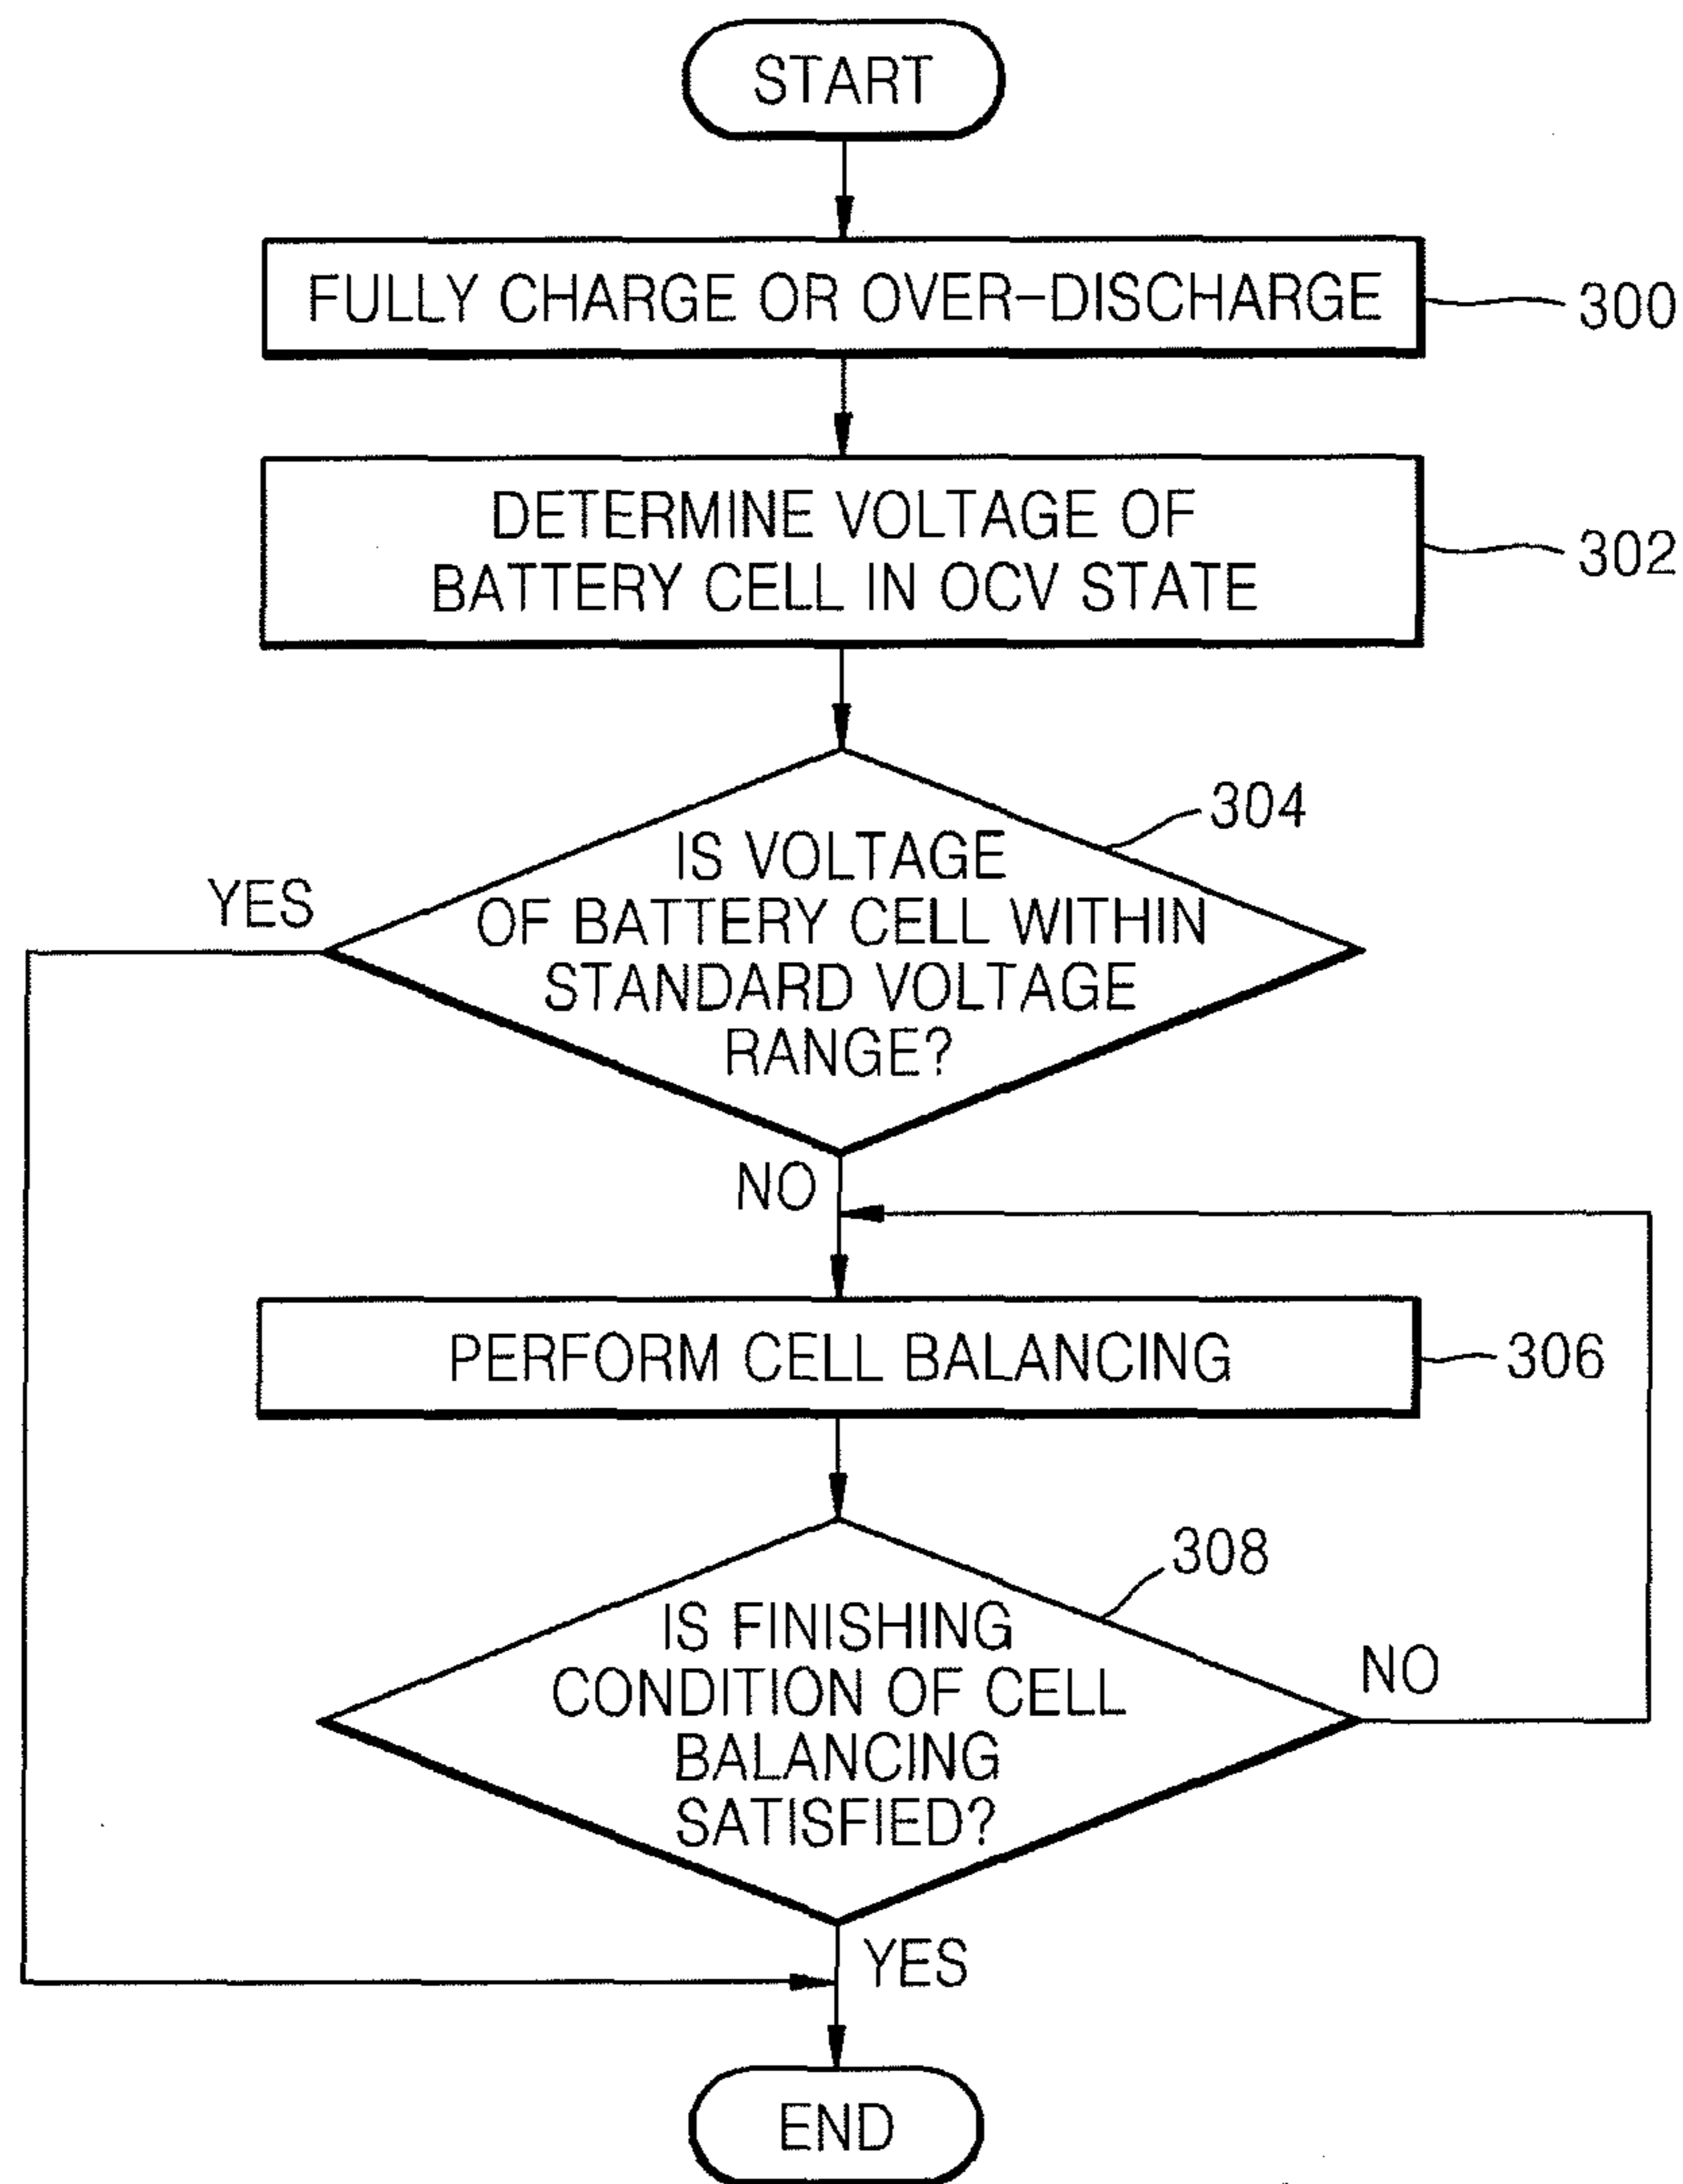 START
FULLY CHARGE OR OVER-DISCHARGE
300
DETERMINE VOLTAGE OF
BATTERY CELL IN OCV STATE
302
304
IS VOLTAGE
OF BATTERY CELL WITHIN
STANDARD VOLTAGE
RANGE?
YES
NO
PERFORM CELL BALANCING
306
308
IS FINISHING
CONDITION OF CELL
BALANCING
SATISFIED?
NO
YES
END